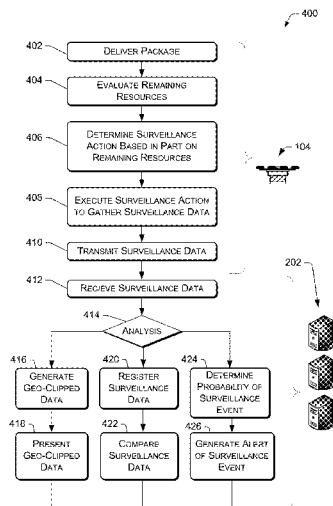 400
402
DELIVER PACKAGE
404
EVALUATE REMAINING
RESOURCES
406
DETERMINE SURVEILLANCE
ACTION BASED IN PART ON
REMAINING RESOURCES
104
408
EXECUTE SURVEILLANCE ACTION
TO GATHER SURVEILLANCE DATA
410
TRANSMIT SURVEILLANCE DATA
412
RECIEVE SURVEILLANCE DATA
202
414
ANALYSIS
416
GENERATE
GEO-CLIPPED
DATA
420
REGISTER
SURVEILLANCE
DATA
424
DETERMINE
PROBABILITY OF
SURVEILLANCE
EVENT
418
PRESENT
GEO-CLIPPED
DATA
422
COMPARE
SURVEILLANCE
DATA
426
GENERATE ALERT
OF SURVEILLANCE
EVENT